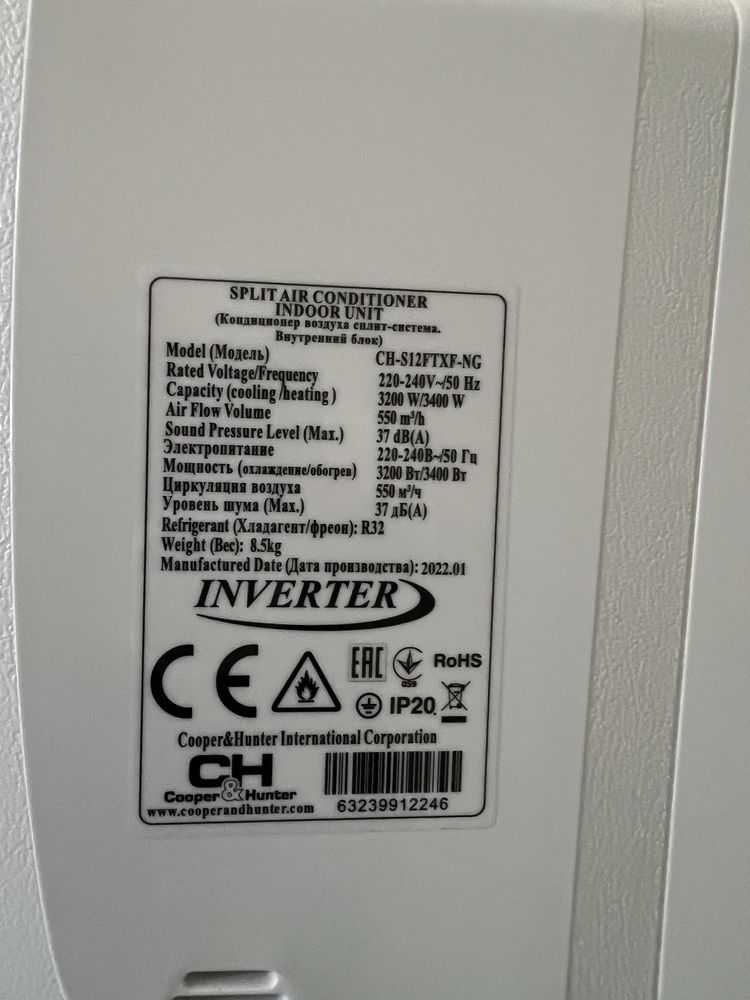 SPLIT AIR CONDITIONER
INDOOR UNIT
(Кондиционер воздуха сплит-система.
Внутренний блок)
Model (Модель) CH-S12FTXF-NG
Rated Voltage/Frequency 220-240V~/50 Hz
Capacity (cooling /heating ) 3200 W/3400 W
Air Flow Volume 550 m³/h
Sound Pressure Level (Max.) 37 dB(A)
Электропитание 220-240В~/50 Гц
Мощность (охлаждение/обогрев) 3200 Вт/3400 Вт
Циркуляция воздуха 550 м³/ч
Уровень шума (Max.) 37 дБ(A)
Refrigerant (Хладагент/фреон): R32
Weight (Вес): 8.5kg
Manufactured Date (Дата производства): 2022.01
INVERTER
CE EAC 059 RoHS
IP20
Cooper&Hunter International Corporation
CH
Cooper&Hunter
www.cooperandhunter.com
63239912246